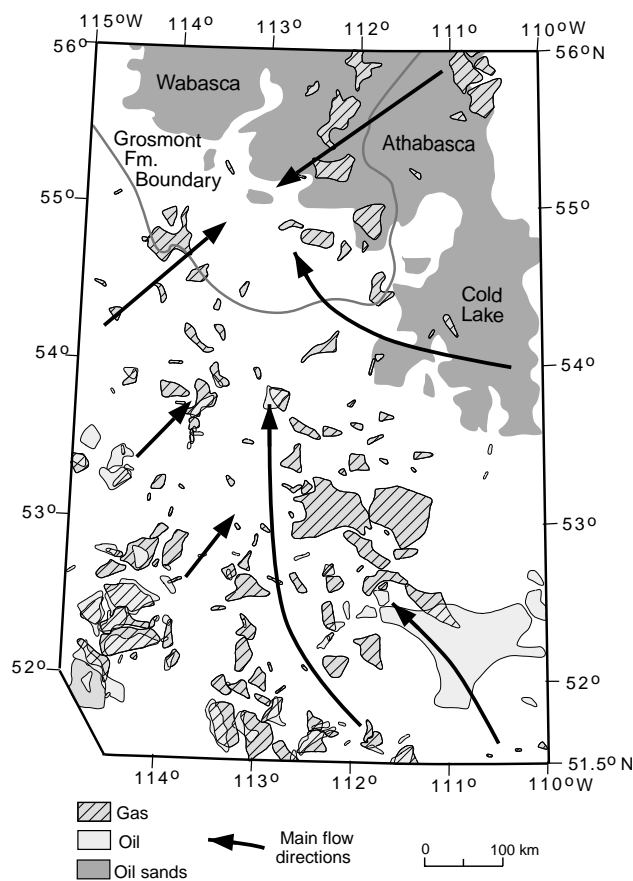 115°W 114° 113° 112° 111° 110°W
56° 56°N
Wabasca
Athabasca
Grosmont
Fm.
Boundary
55° 55°
Cold
Lake
54° 54°
53° 53°
52° 52°
51.5° N
114° 113° 112° 111° 110° W
Gas
Oil
Oil sands
Main flow
directions
0 100 km